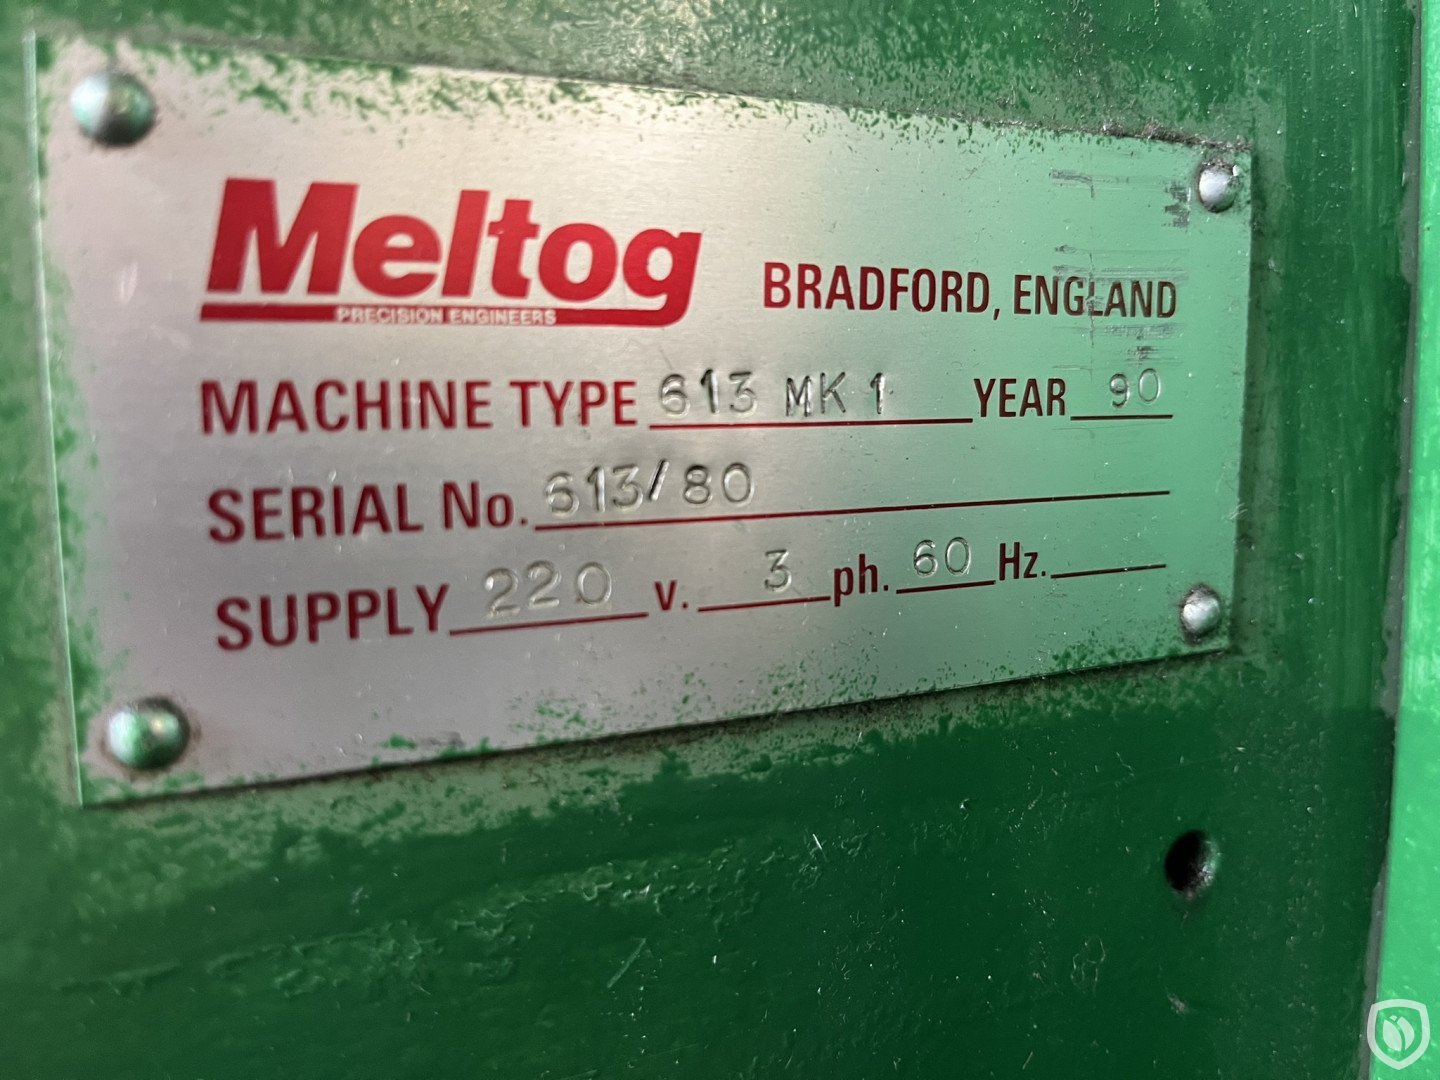 Meltog
PRECISION ENGINEERS
BRADFORD, ENGLAND
MACHINE TYPE 613 MK 1 YEAR 90
SERIAL No. 613/80
SUPPLY 220 v. 3 ph. 60 Hz.